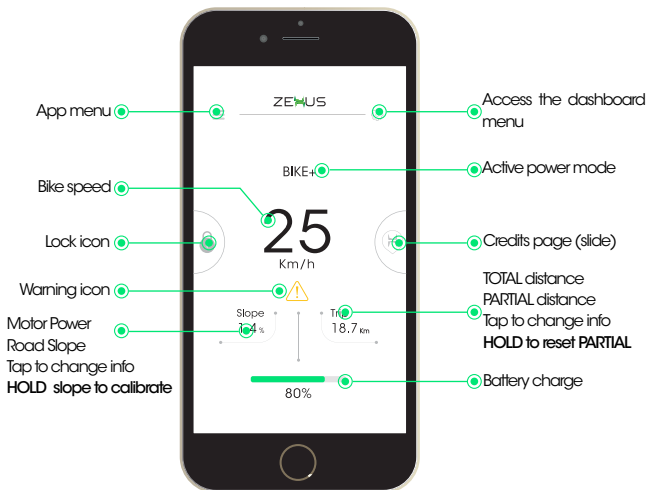 ZEHUS
App menu
Access the dashboard
menu
BIKE+
Active power mode
Bike speed
25
Km/h
Lock icon
Credits page (slide)
Warning icon
Motor Power
Road Slope
Tap to change info
HOLD slope to calibrate
Slope
1.4 %
18.7 Km
TOTAL distance
PARTIAL distance
Tap to change info
HOLD to reset PARTIAL
80%
Battery charge